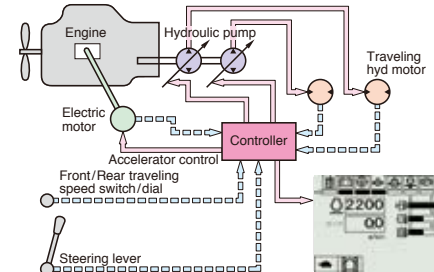 Engine
Hydroulic pump
Traveling
hyd motor
Electric
motor
Controller
Accelerator control
Front/Rear traveling
speed switch/dial
2200
00
Steering lever